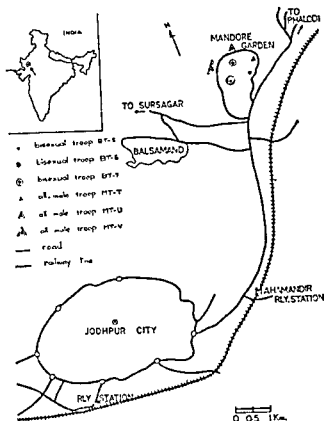 INDIA
N
TO
PHALODI
MANDORE
GARDEN
TO SURSAGAR
BALSAMAND
bisexual troop BT-5
bisexual troop BT-6
bisexual troop BT-7
all-male troop MT-T
all male troop MT-U
all male troop MT-V
road
railway line
MAHAMANDIR
RLY. STATION
JODHPUR CITY
RLY STATION
0 0.5 1 Km.